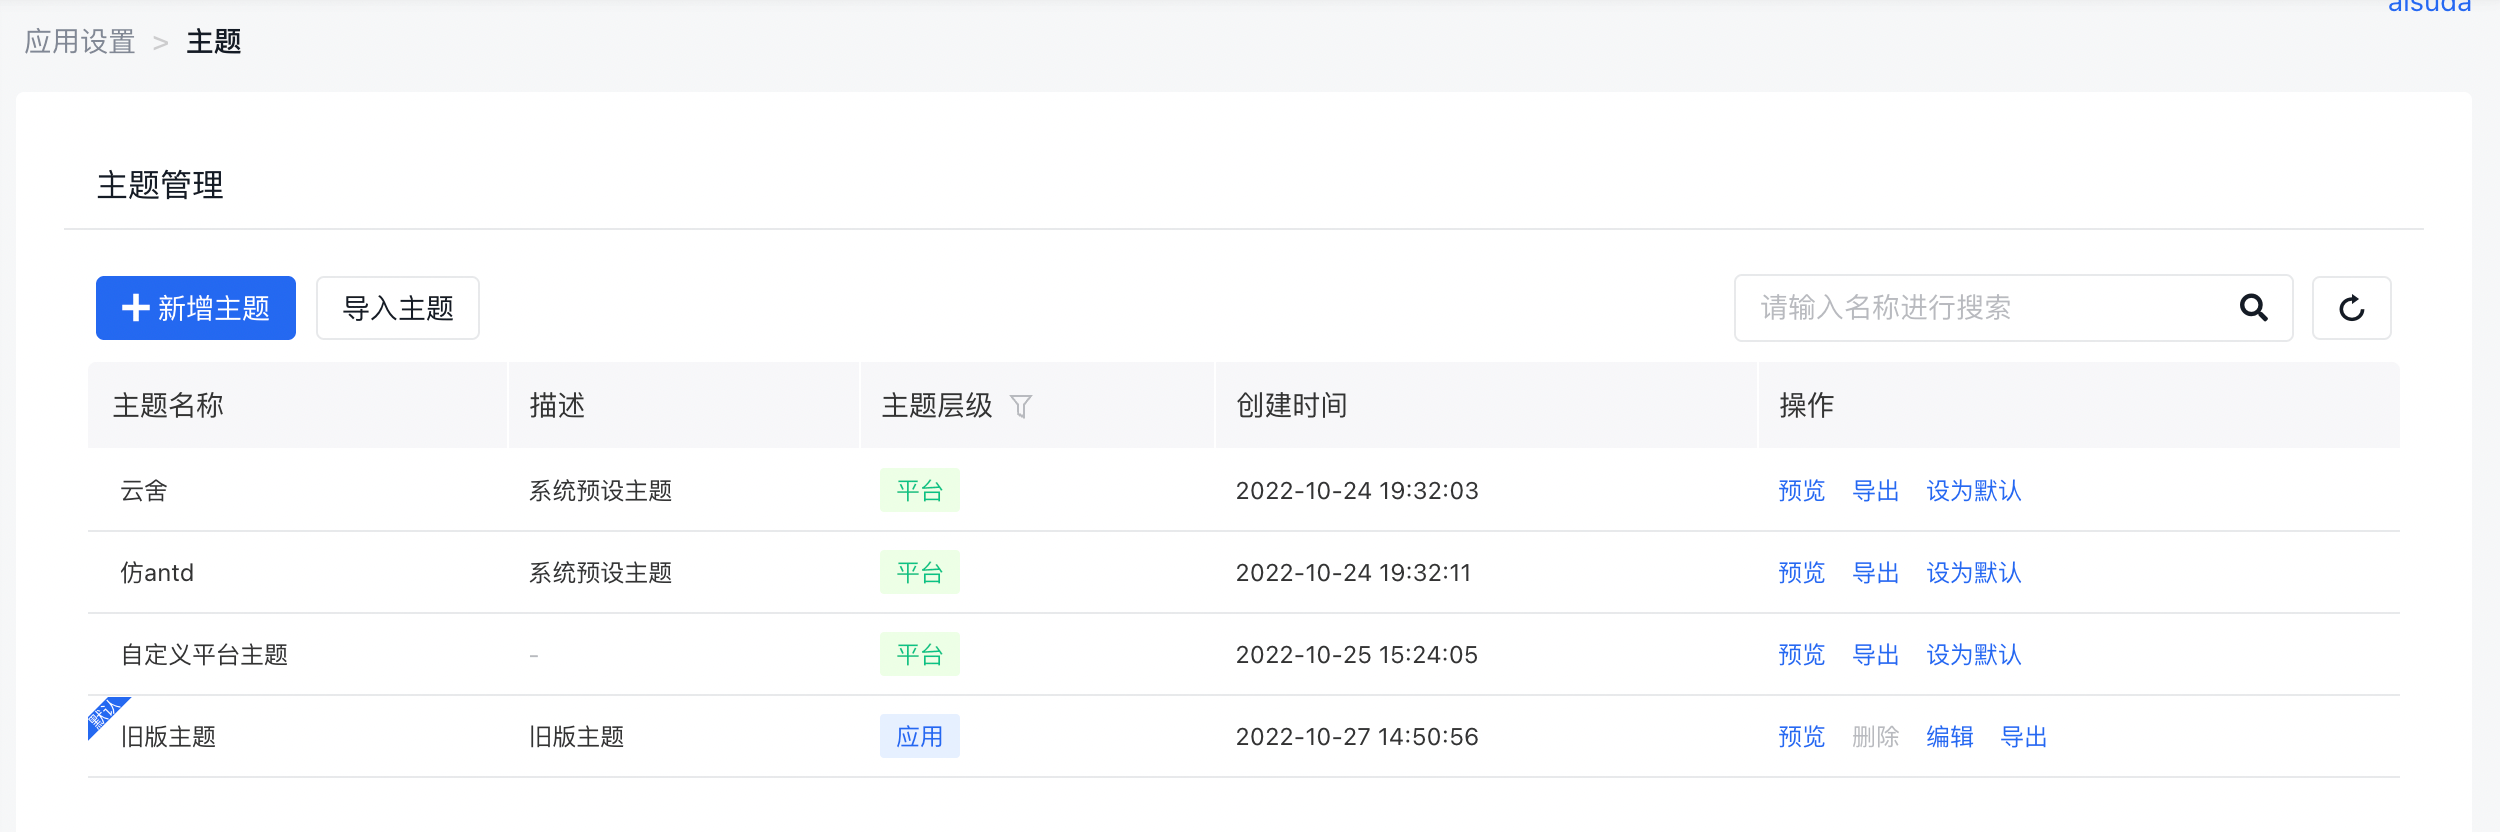 aisuda
应用设置 > 主题
主题管理
新增主题 导入主题 请输入名称进行搜索
主题名称 描述 主题层级 创建时间 操作
云舍 系统预设主题 平台 2022-10-24 19:32:03 预览 导出 设为默认
仿antd 系统预设主题 平台 2022-10-24 19:32:11 预览 导出 设为默认
自定义平台主题 - 平台 2022-10-25 15:24:05 预览 导出 设为默认
默认
旧版主题 旧版主题 应用 2022-10-27 14:50:56 预览 删除 编辑 导出